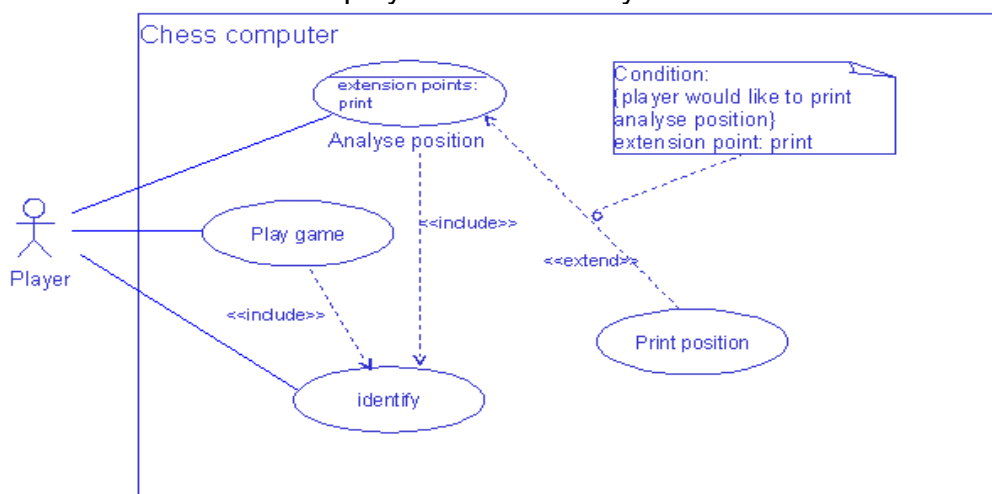 Chess computer
extension points:
print
Analyse position
Condition:
{player would like to print
analyse position}
extension point: print
<<include>>
Play game
Player
<<extend>>
<<include>>
Print position
identify